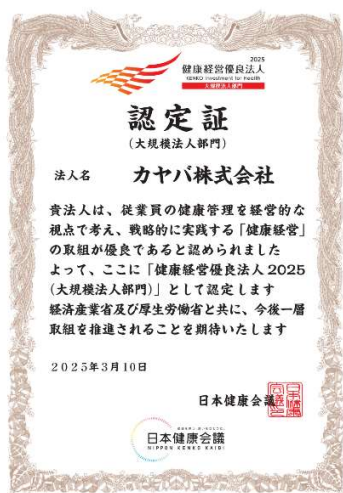 2025
健康経営優良法人
KENKO Investment for Health
大規模法人部門
認定証
(大規模法人部門)
法人名 カヤバ株式会社
貴法人は、従業員の健康管理を経営的な
視点で考え、戦略的に実践する「健康経営」
の取組が優良であると認められました
よって、ここに「健康経営優良法人2025
(大規模法人部門)」として認定します
経済産業省及び厚生労働省と共に、今後一層
取組を推進されることを期待いたします
2025年3月10日
日本健康会議
日本健康会議
NIPPON KENKO KAIGI